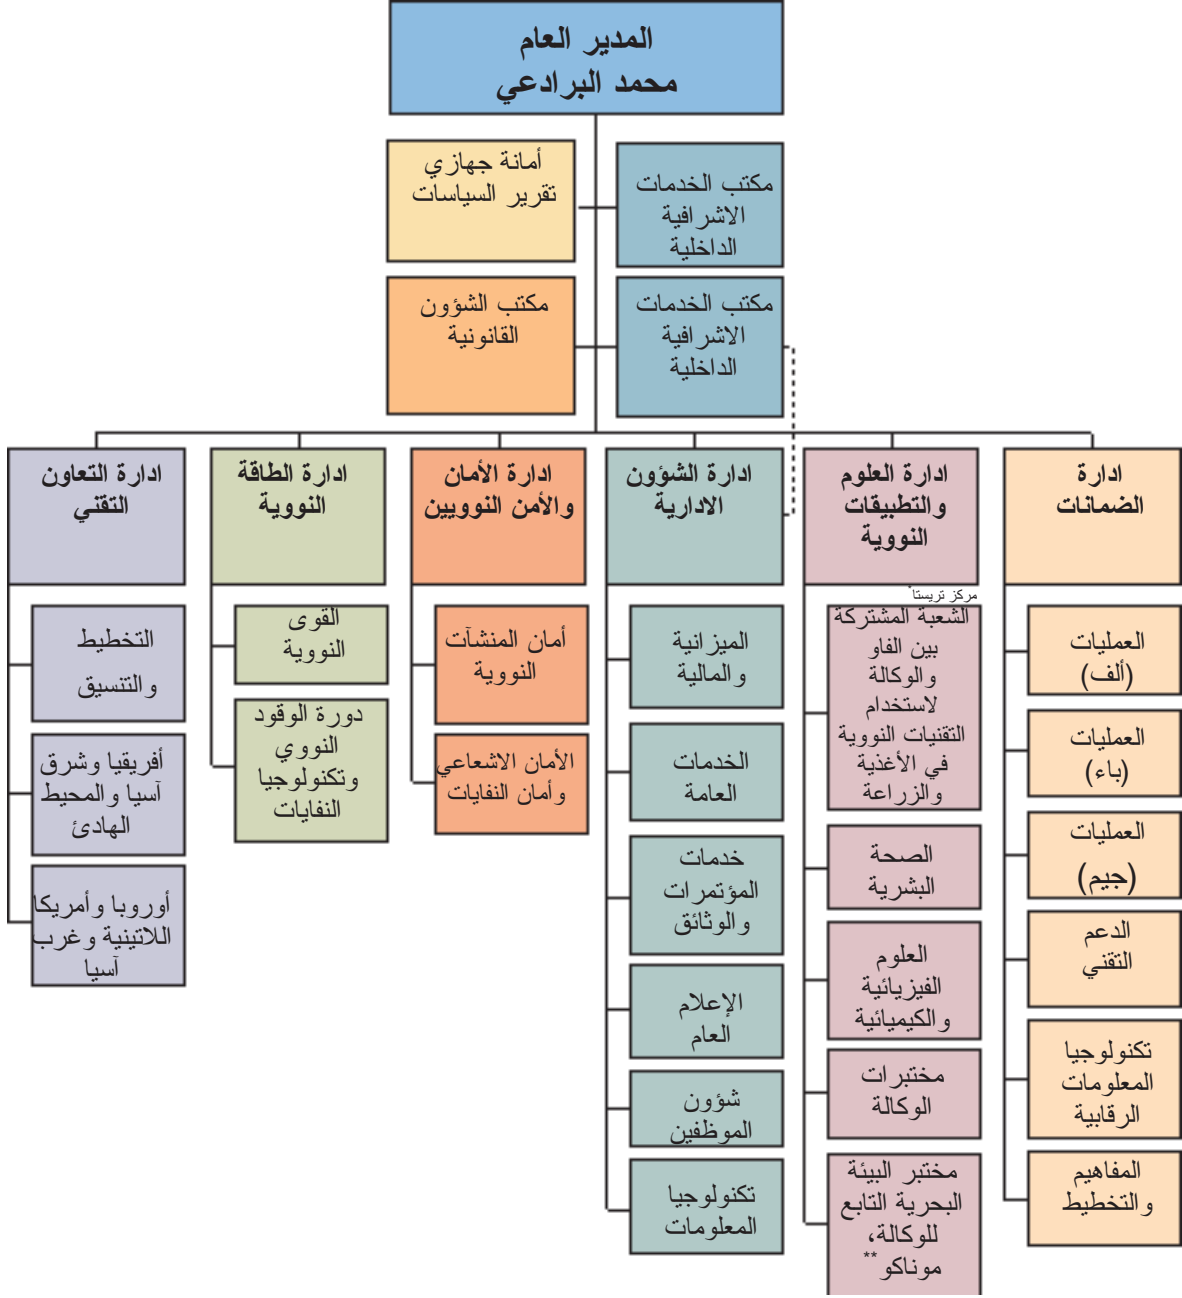 المدير العام
محمد البرادعي
مكتب الخدمات
الاشرافية
الداخلية
أمانة جهازي
تقرير السياسات
مكتب الخدمات
الاشرافية
الداخلية
مكتب الشؤون
القانونية
ادارة
الضمانات
العمليات
(ألف)
العمليات
(باء)
العمليات
(جيم)
الدعم
التقني
تكنولوجيا
المعلومات
الرقابية
المفاهيم
والتخطيط
ادارة العلوم
والتطبيقات
النووية
مركز تريستا*
الشعبة المشتركة
بين الفاو
والوكالة
لاستخدام
التقنيات النووية
في الأغذية
والزراعة
الصحة
البشرية
العلوم
الفيزيائية
والكيميائية
مختبرات
الوكالة
مختبر البيئة
البحرية التابع
للوكالة،
موناكو**
ادارة الشؤون
الادارية
الميزانية
والمالية
الخدمات
العامة
خدمات
المؤتمرات
والوثائق
الإعلام
العام
شؤون
الموظفين
تكنولوجيا
المعلومات
ادارة الأمان
والأمن النوويين
أمان المنشآت
النووية
الأمان الاشعاعي
وأمان النفايات
ادارة الطاقة
النووية
القوى
النووية
دورة الوقود
النووي
وتكنولوجيا
النفايات
ادارة التعاون
التقني
التخطيط
والتنسيق
أفريقيا وشرق
آسيا والمحيط
الهادئ
أوروبا وأمريكا
اللاتينية وغرب
آسيا